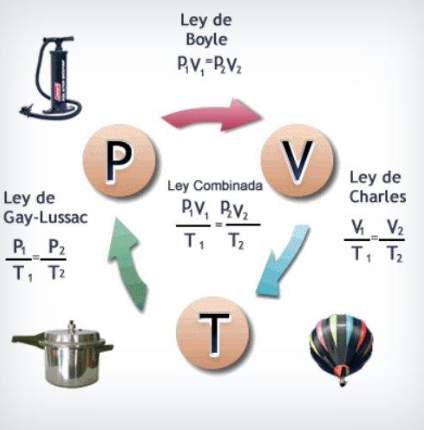 Ley de
Boyle
P₁V₁=P₂V₂
P
V
Ley de
Gay-Lussac
P₁ = P₂
T₁ T₂
Ley Combinada
P₁V₁ = P₂V₂
T₁ T₂
Ley de
Charles
V₁ = V₂
T₁ T₂
T